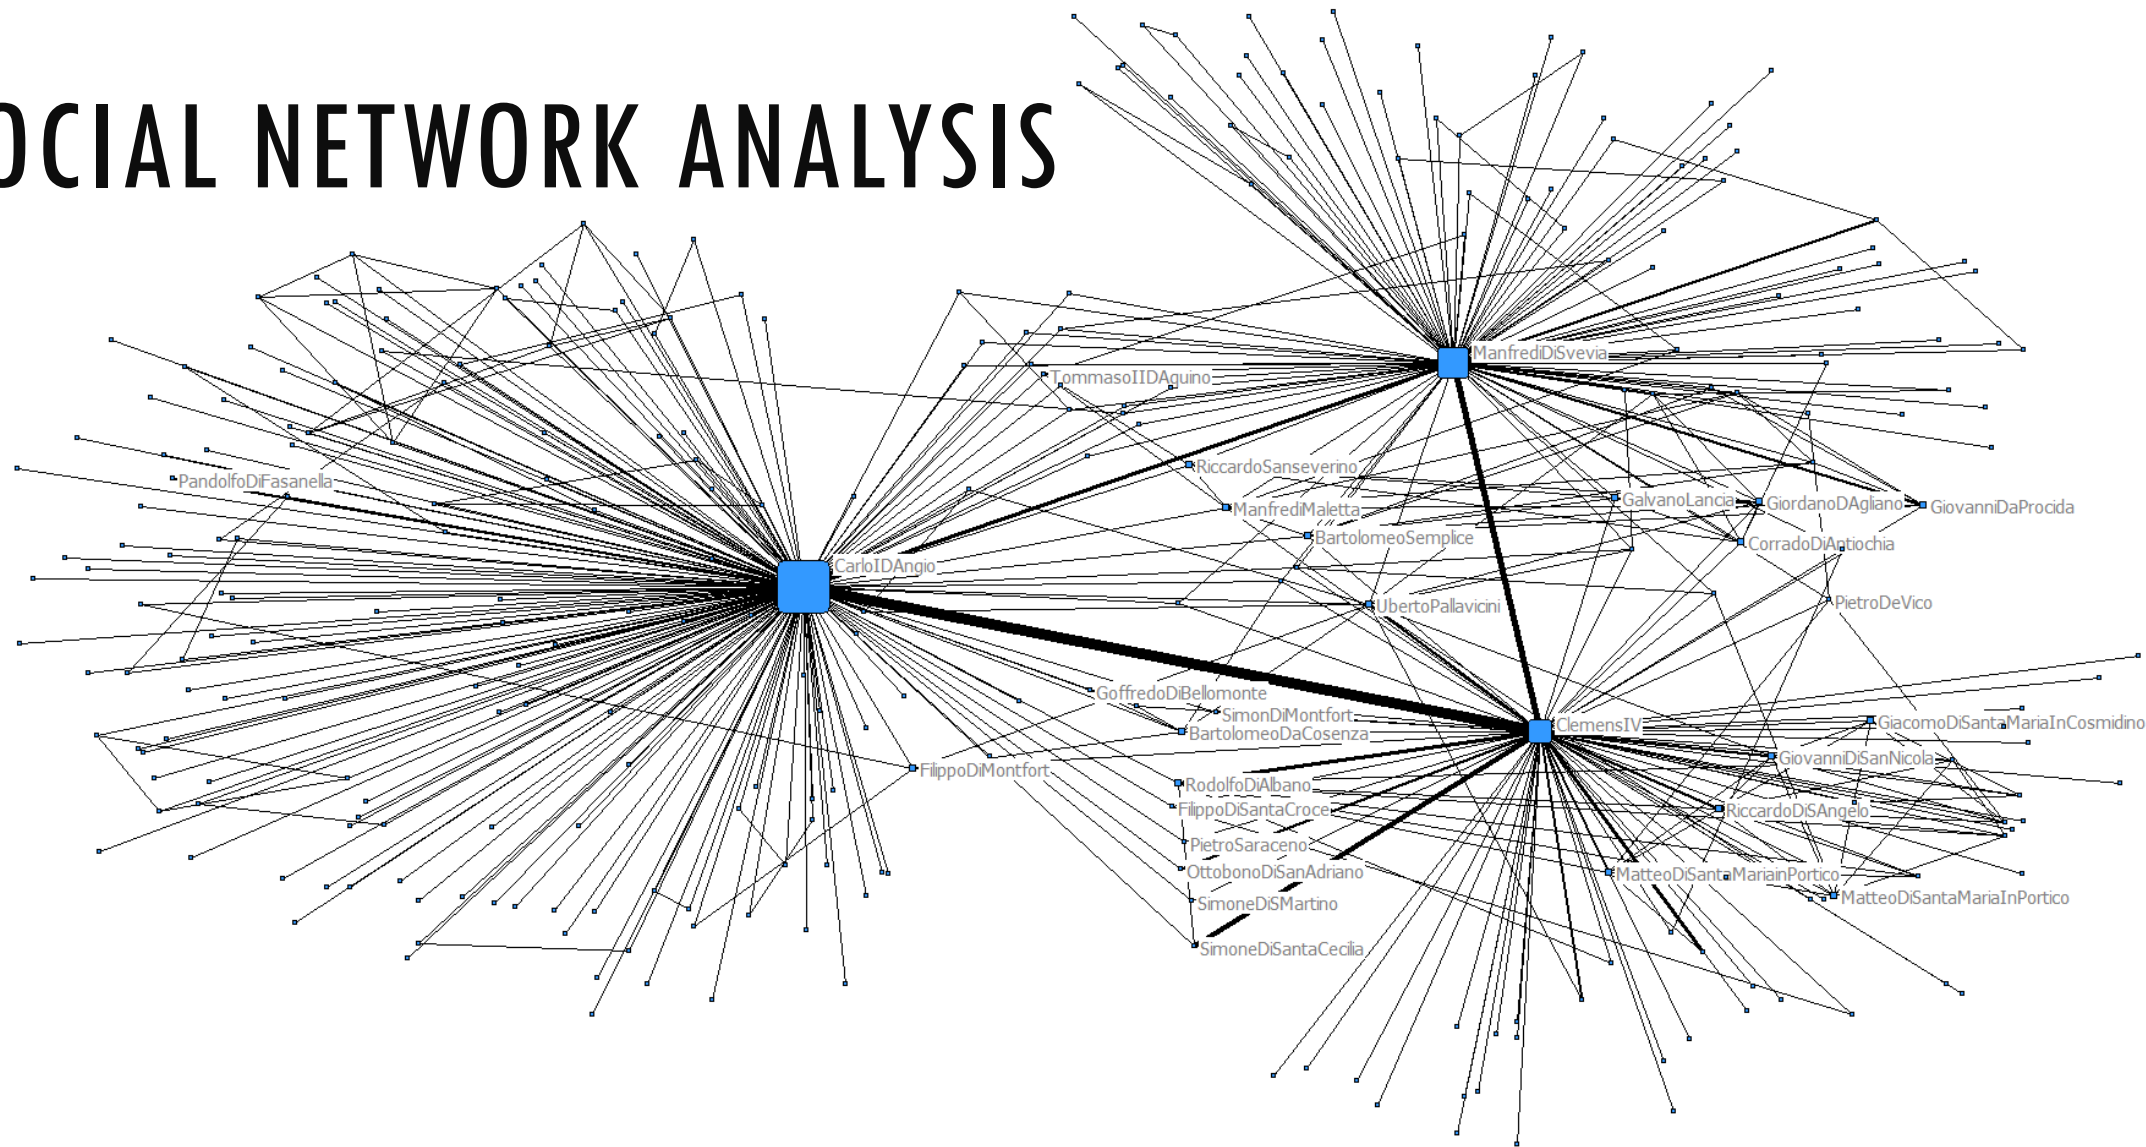 OCIAL NETWORK ANALYSIS
ManfrediDiSvevia
TommasoIIDAquino
RiccardoSanseverino
PandolfoDiFasanella
GalvanoLancia
GiordanoDAgliano
GiovanniDaProcida
ManfrediMaletta
BartolomeoSemplice
CorradoDiAntiochia
CarloIDAngio
UbertoPallavicini
PietroDeVico
GoffredoDiBellomonte
SimonDiMontfort
ClemensIV
GiacomoDiSantaMariaInCosmidino
BartolomeoDaCosenza
GiovanniDiSanNicola
FilippoDiMontfort
RodolfoDiAlbano
FilippoDiSantaCroce
RiccardoDiSAngelo
PietroSaraceno
OttobonoDiSanAdriano
MatteoDiSantaMariainPortico
SimoneDiSMartino
MatteoDiSantaMariaInPortico
SimoneDiSantaCecilia